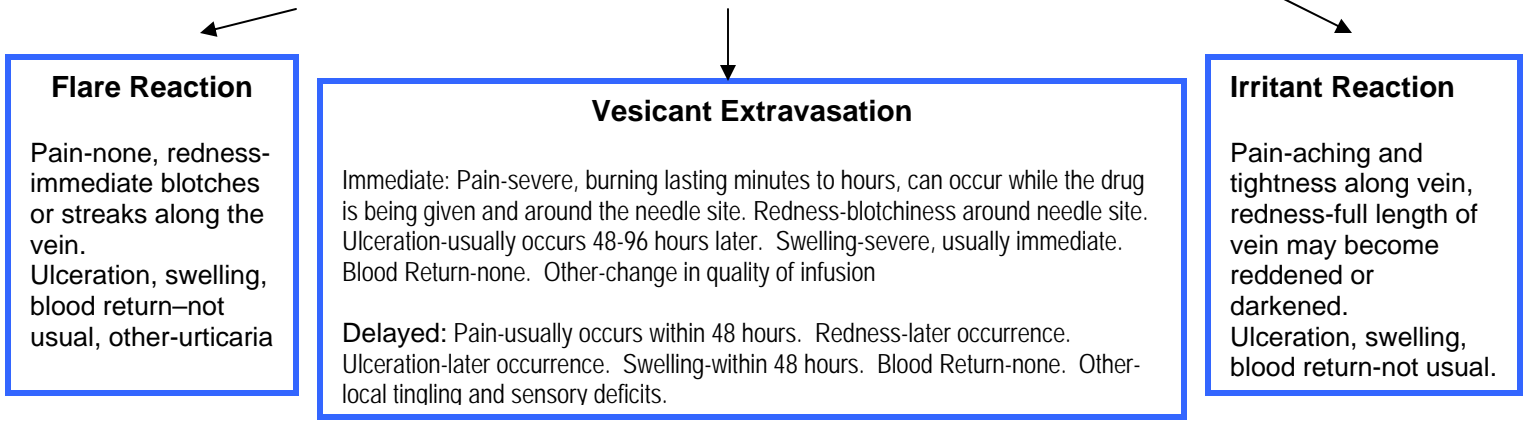 Flare Reaction
Pain-none, redness-
immediate blotches
or streaks along the
vein.
Ulceration, swelling,
blood return–not
usual, other-urticaria
Vesicant Extravasation
Immediate: Pain-severe, burning lasting minutes to hours, can occur while the drug
is being given and around the needle site. Redness-blotchiness around needle site.
Ulceration-usually occurs 48-96 hours later. Swelling-severe, usually immediate.
Blood Return-none. Other-change in quality of infusion
Delayed: Pain-usually occurs within 48 hours. Redness-later occurrence.
Ulceration-later occurrence. Swelling-within 48 hours. Blood Return-none. Other-
local tingling and sensory deficits.
Irritant Reaction
Pain-aching and
tightness along vein,
redness-full length of
vein may become
reddened or
darkened.
Ulceration, swelling,
blood return-not usual.